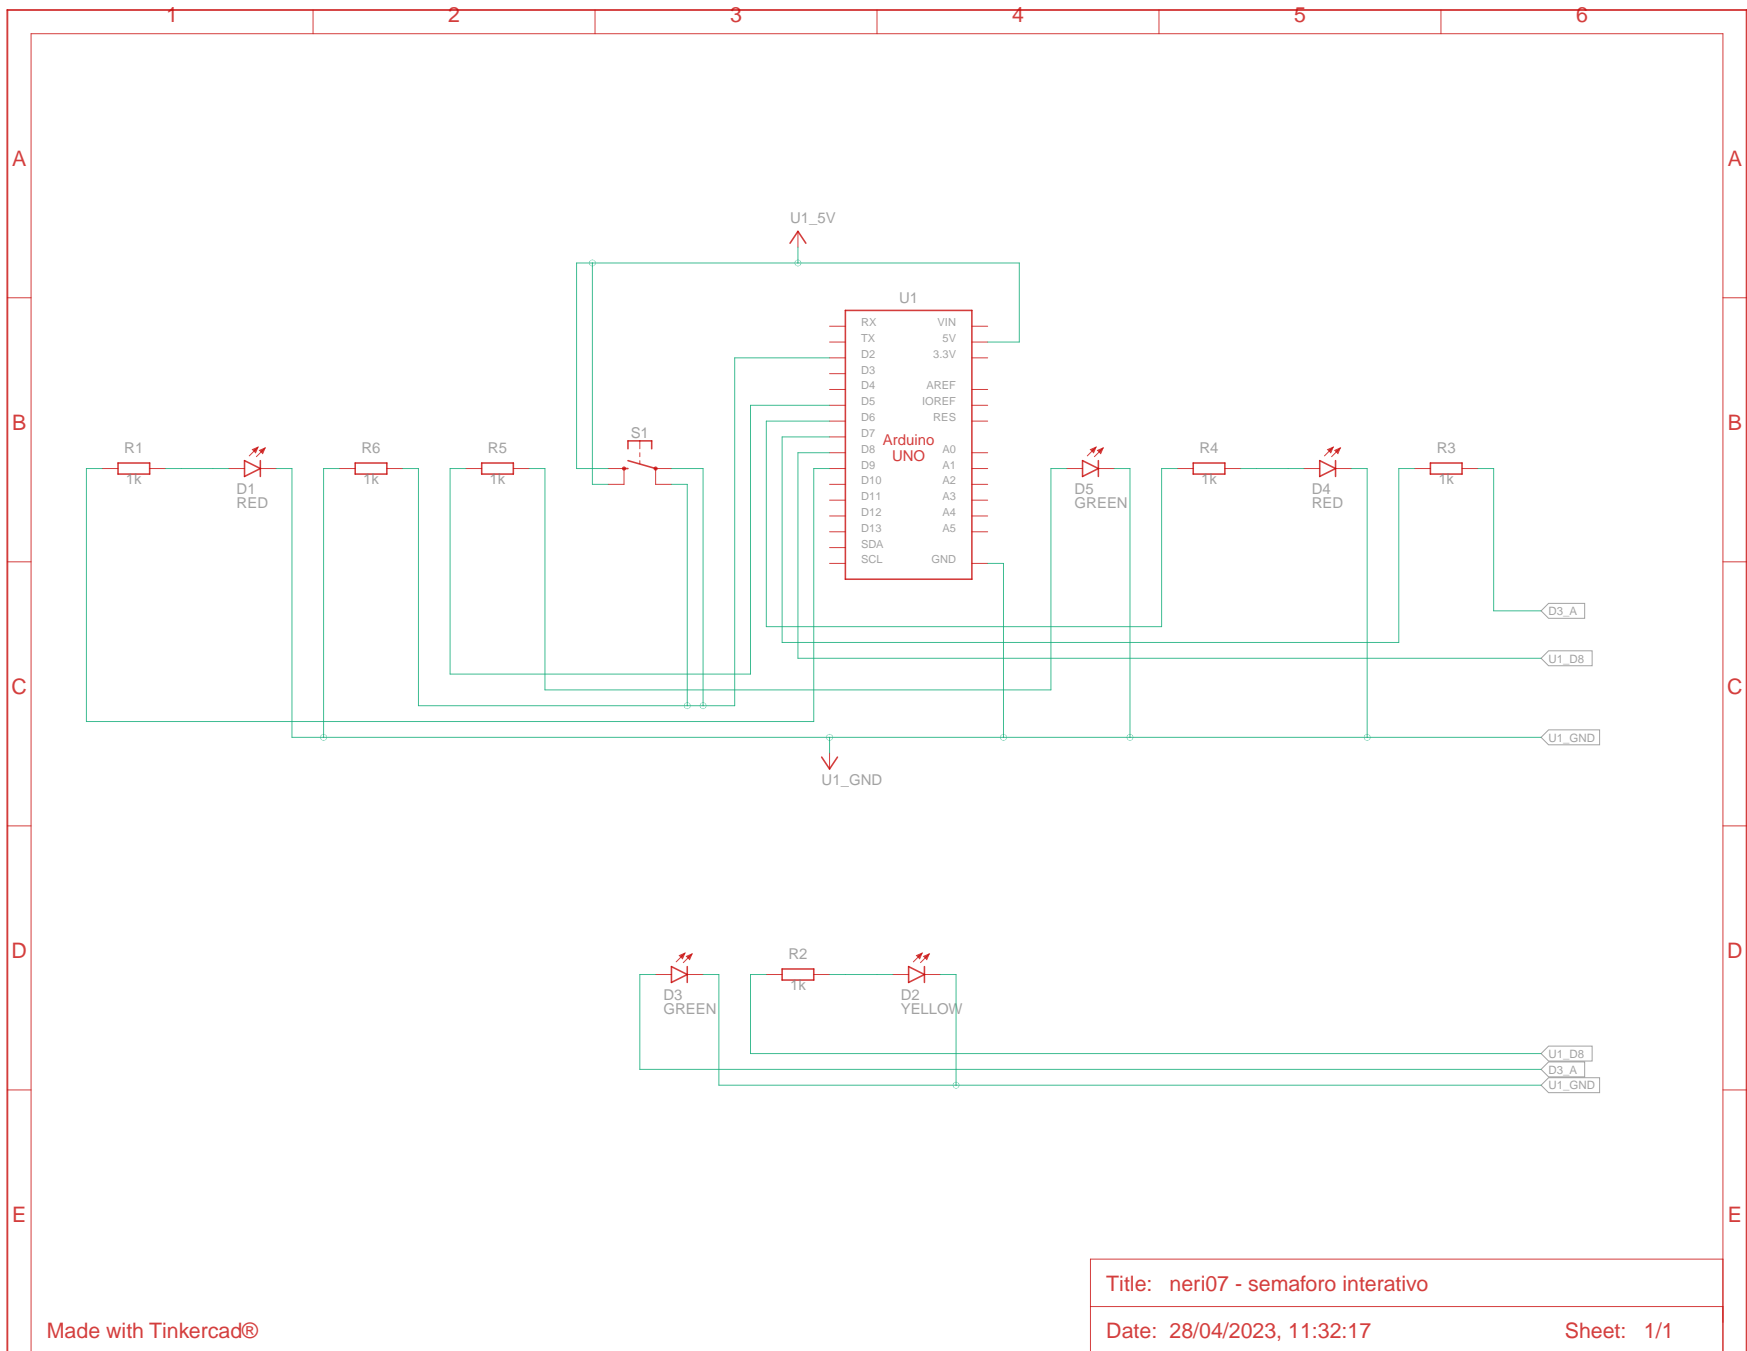 1 2 3 4 5 6
A A
U1_5V
U1
RX VIN
TX 5V
D2 3.3V
D3
D4 AREF
D5 IOREF
D6 RES
D7
Arduino
UNO
D8 A0
D9 A1
D10 A2
D11 A3
D12 A4
D13 A5
SDA
SCL GND
B B
R1
1k
D1
RED
R6
1k
R5
1k
S1
D5
GREEN
R4
1k
D4
RED
R3
1k
D3_A
U1_D8
C C
U1_GND
U1_GND
D D
D3
GREEN
R2
1k
D2
YELLOW
U1_D8
D3_A
U1_GND
E E
Title: neri07 - semaforo interativo
Made with Tinkercad®
Date: 28/04/2023, 11:32:17 Sheet: 1/1